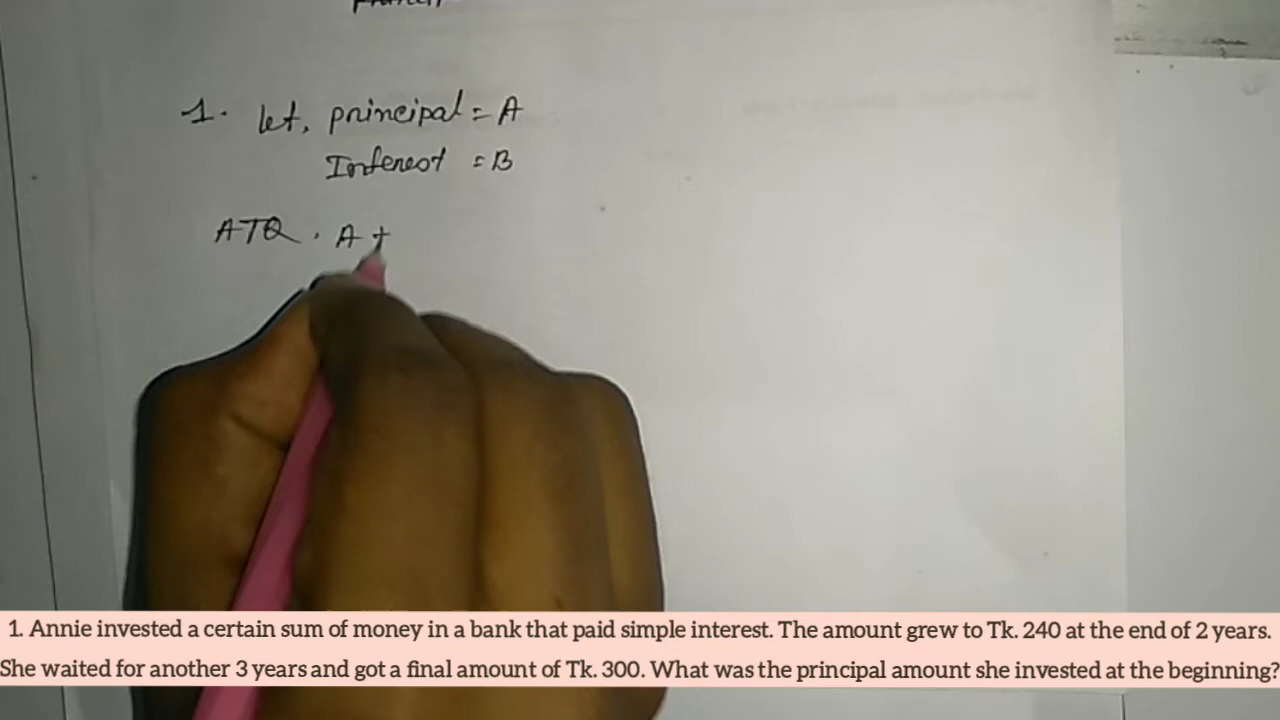 1. let, principal = A
Interest = B
ATQ, A +
1. Annie invested a certain sum of money in a bank that paid simple interest. The amount grew to Tk. 240 at the end of 2 years.
She waited for another 3 years and got a final amount of Tk. 300. What was the principal amount she invested at the beginning?